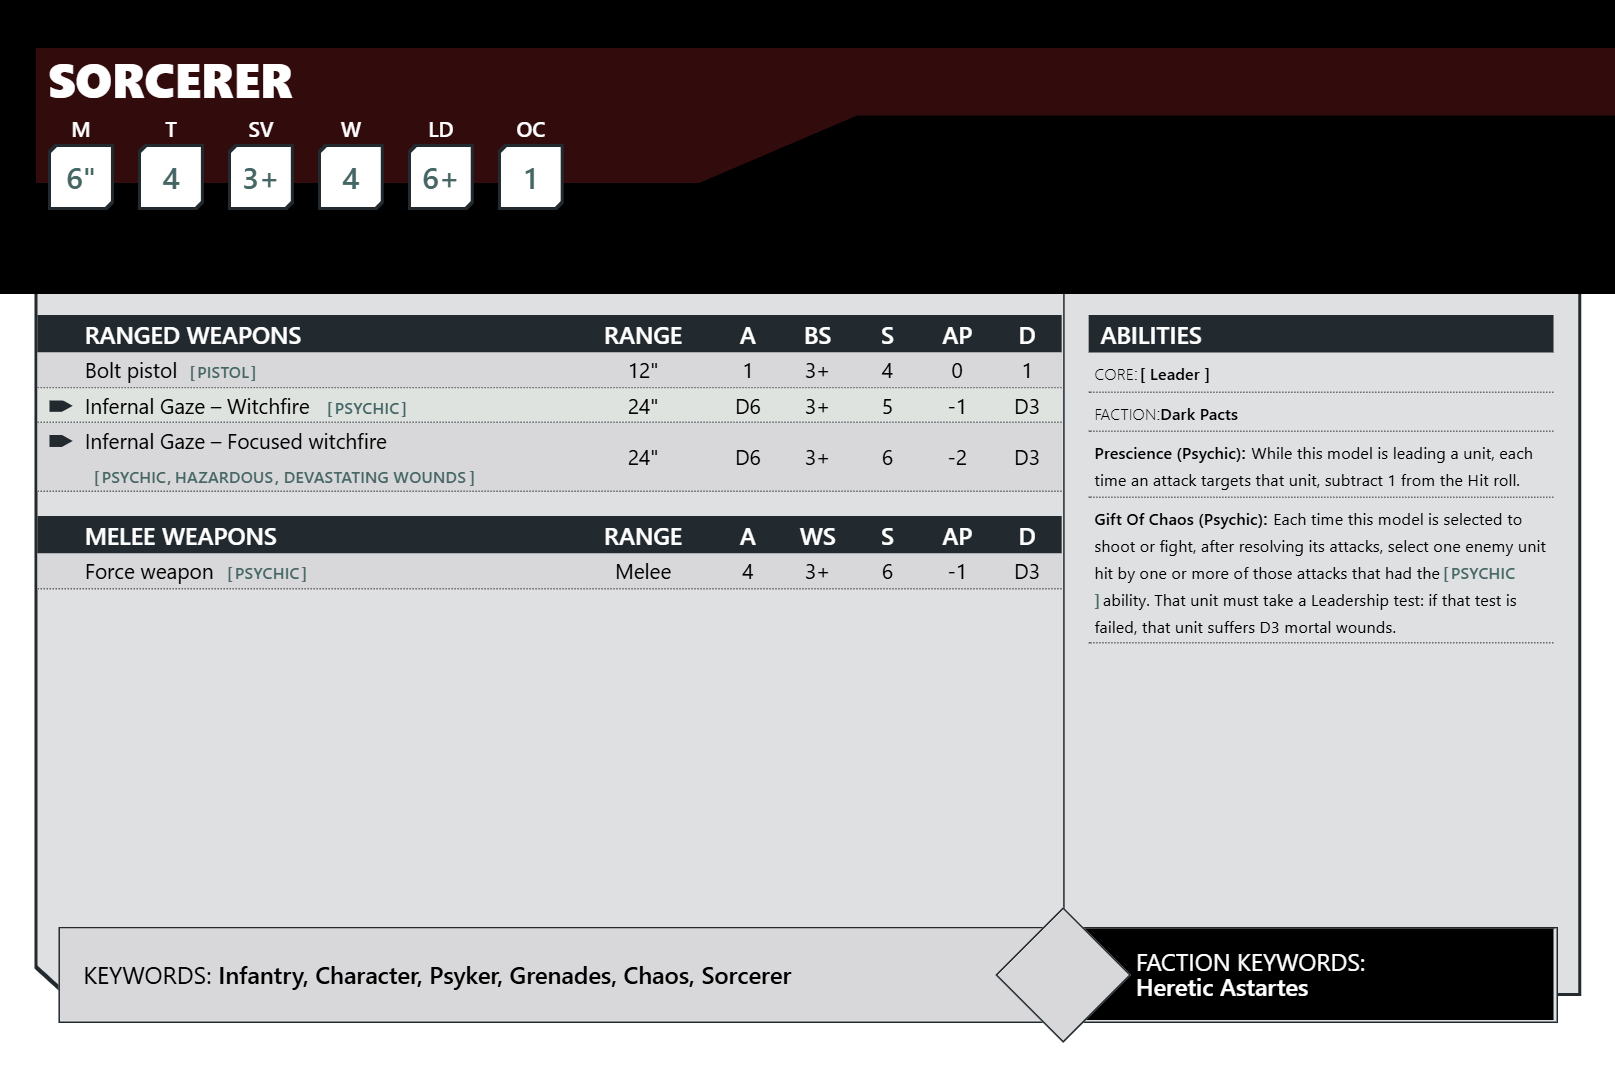 SORCERER
M T SV W LD OC
6" 4 3+ 4 6+ 1
RANGED WEAPONS RANGE A BS S AP D
Bolt pistol [PISTOL] 12" 1 3+ 4 0 1
Infernal Gaze – Witchfire [PSYCHIC] 24" D6 3+ 5 -1 D3
Infernal Gaze – Focused witchfire
[PSYCHIC, HAZARDOUS, DEVASTATING WOUNDS] 24" D6 3+ 6 -2 D3
MELEE WEAPONS RANGE A WS S AP D
Force weapon [PSYCHIC] Melee 4 3+ 6 -1 D3
ABILITIES
CORE: [ Leader ]
FACTION:Dark Pacts
Prescience (Psychic): While this model is leading a unit, each
time an attack targets that unit, subtract 1 from the Hit roll.
Gift Of Chaos (Psychic): Each time this model is selected to
shoot or fight, after resolving its attacks, select one enemy unit
hit by one or more of those attacks that had the [PSYCHIC
] ability. That unit must take a Leadership test: if that test is
failed, that unit suffers D3 mortal wounds.
KEYWORDS: Infantry, Character, Psyker, Grenades, Chaos, Sorcerer
FACTION KEYWORDS:
Heretic Astartes